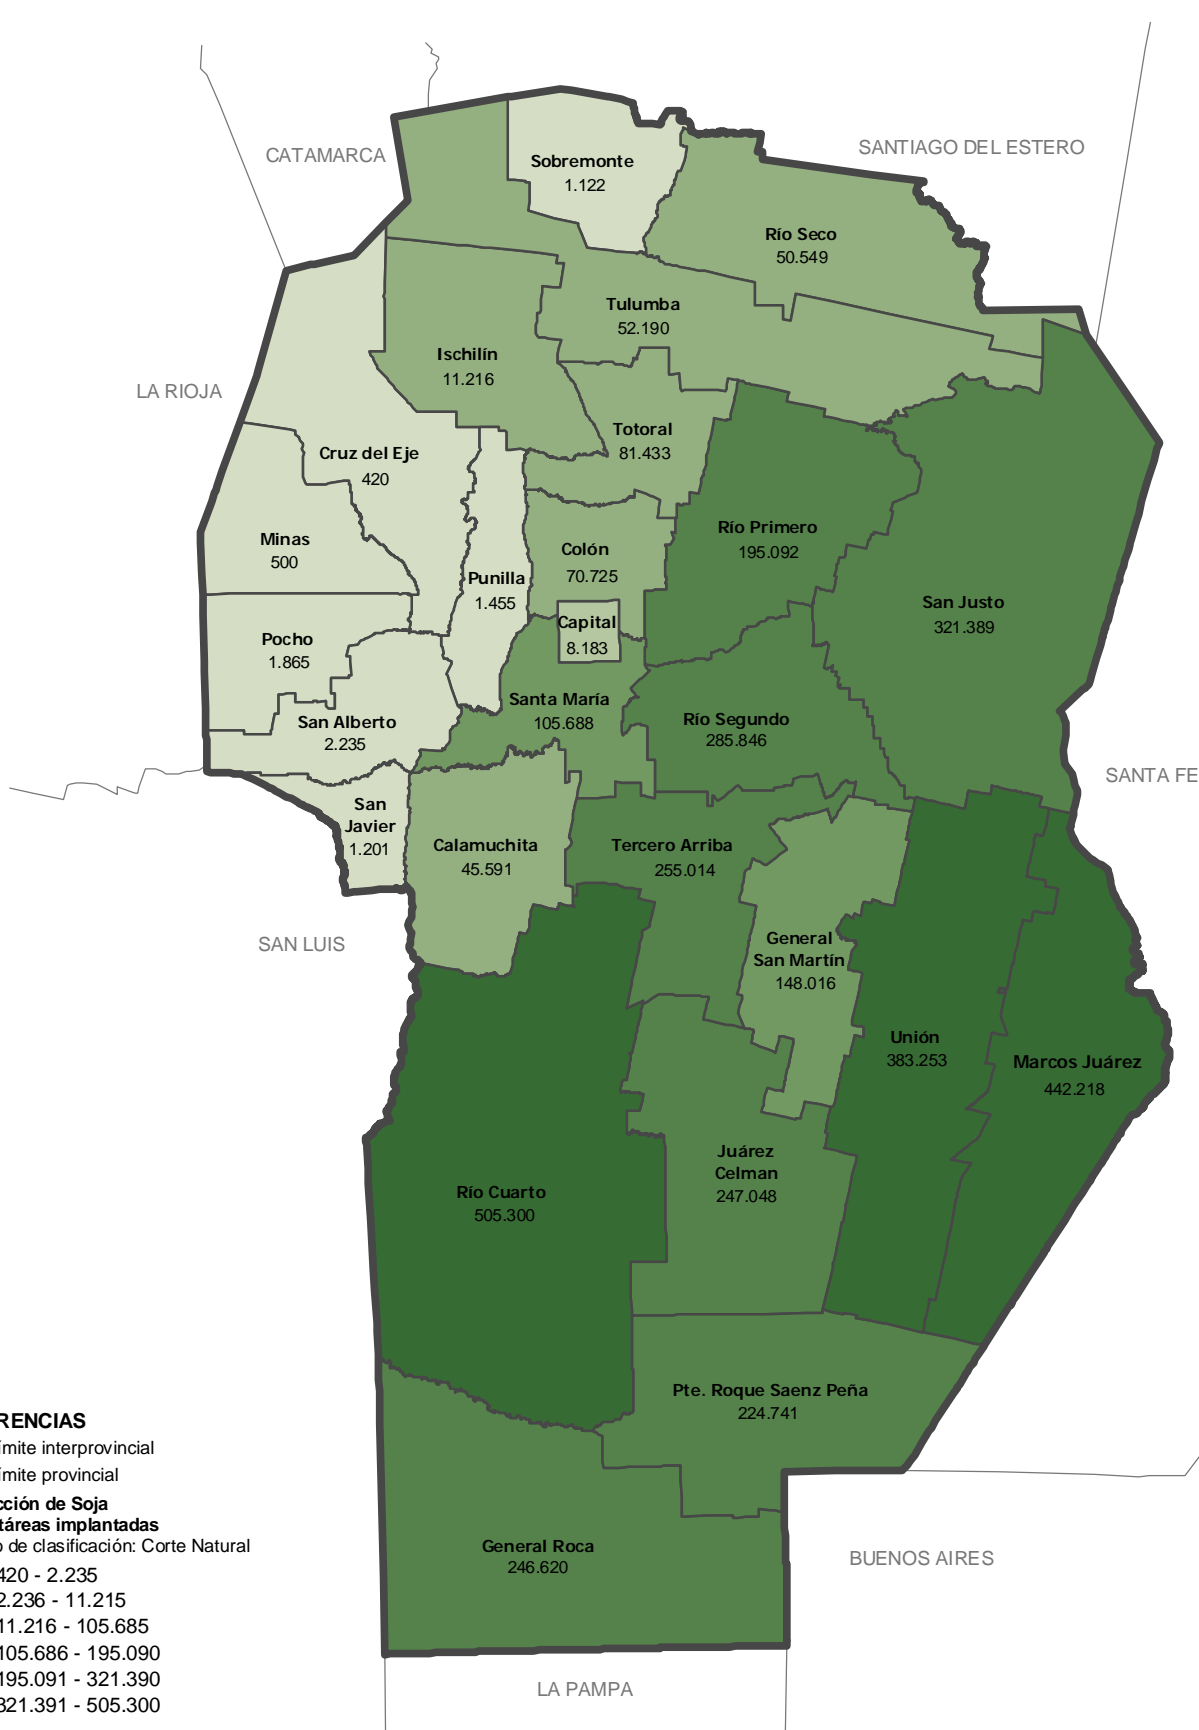 CATAMARCA
SANTIAGO DEL ESTERO
Sobremonte
1.122
Río Seco
50.549
Tulumba
52.190
Ischilín
11.216
LA RIOJA
Totoral
81.433
Cruz del Eje
420
Río Primero
195.092
Minas
500
Colón
70.725
Punilla
1.455
San Justo
321.389
Capital
8.183
Pocho
1.865
Santa María
105.688
San Alberto
2.235
Río Segundo
285.846
SANTA FE
San
Javier
1.201
Calamuchita
45.591
Tercero Arriba
255.014
SAN LUIS
General
San Martín
148.016
Unión
383.253
Marcos Juárez
442.218
Juárez
Celman
247.048
Río Cuarto
505.300
Pte. Roque Saenz Peña
224.741
General Roca
246.620
BUENOS AIRES
LA PAMPA
RENCIAS
ímite interprovincial
ímite provincial
cción de Soja
táreas implantadas
o de clasificación: Corte Natural
420 - 2.235
2.236 - 11.215
11.216 - 105.685
105.686 - 195.090
195.091 - 321.390
321.391 - 505.300